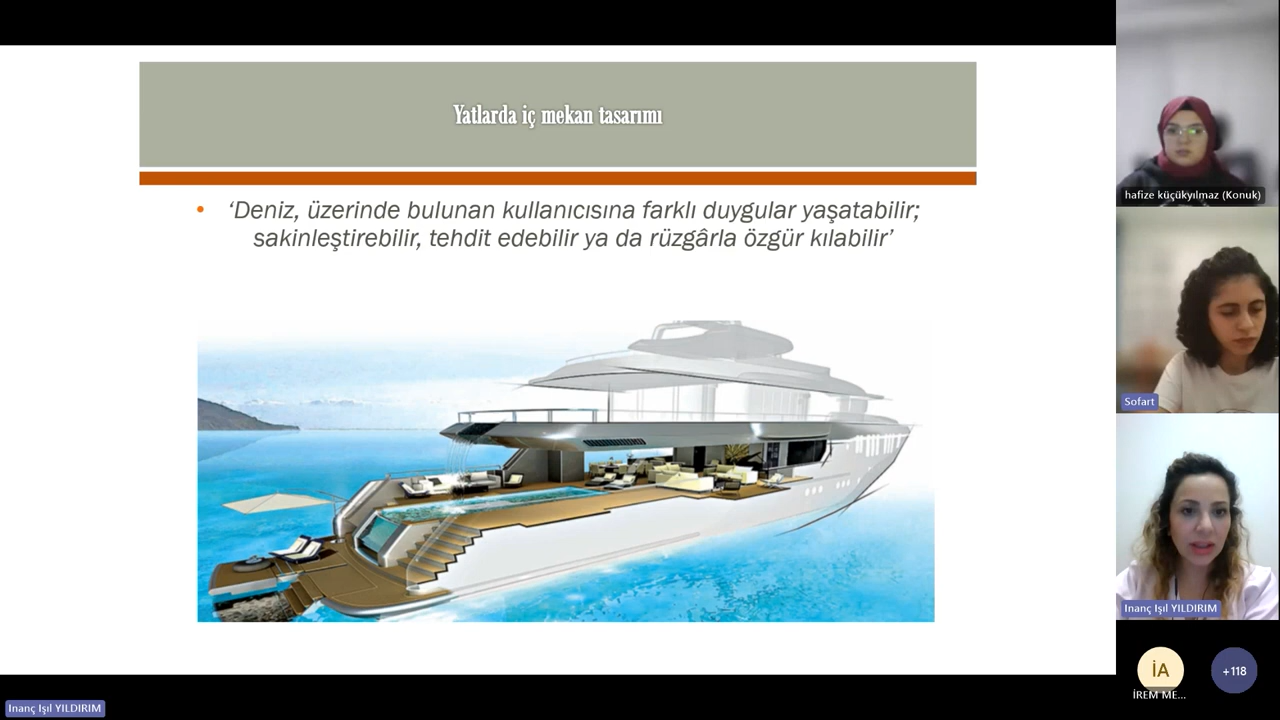 Yatlarda iç mekan tasarımı
• ‘Deniz, üzerinde bulunan kullanıcısına farklı duygular yaşatabilir;
sakinleştirebilir, tehdit edebilir ya da rüzgârla özgür kılabilir’
hafize küçükyılmaz (Konuk)
Sofart
Inanç Işıl YILDIRIM
İA
+118
İREM ME...
Inanç Işıl YILDIRIM